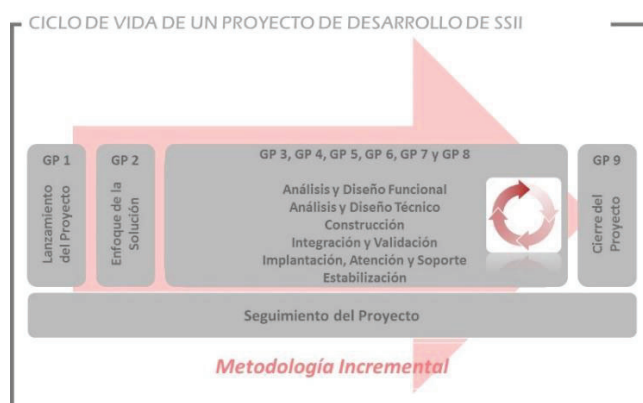 CICLO DE VIDA DE UN PROYECTO DE DESARROLLO DE SSII
GP 1
Lanzamiento
del Proyecto
GP 2
Enfoque de la
Solución
GP 3, GP 4, GP 5, GP 6, GP 7 y GP 8
Análisis y Diseño Funcional
Análisis y Diseño Técnico
Construcción
Integración y Validación
Implantación, Atención y Soporte
Estabilización
GP 9
Cierre del
Proyecto
Seguimiento del Proyecto
Metodología Incremental